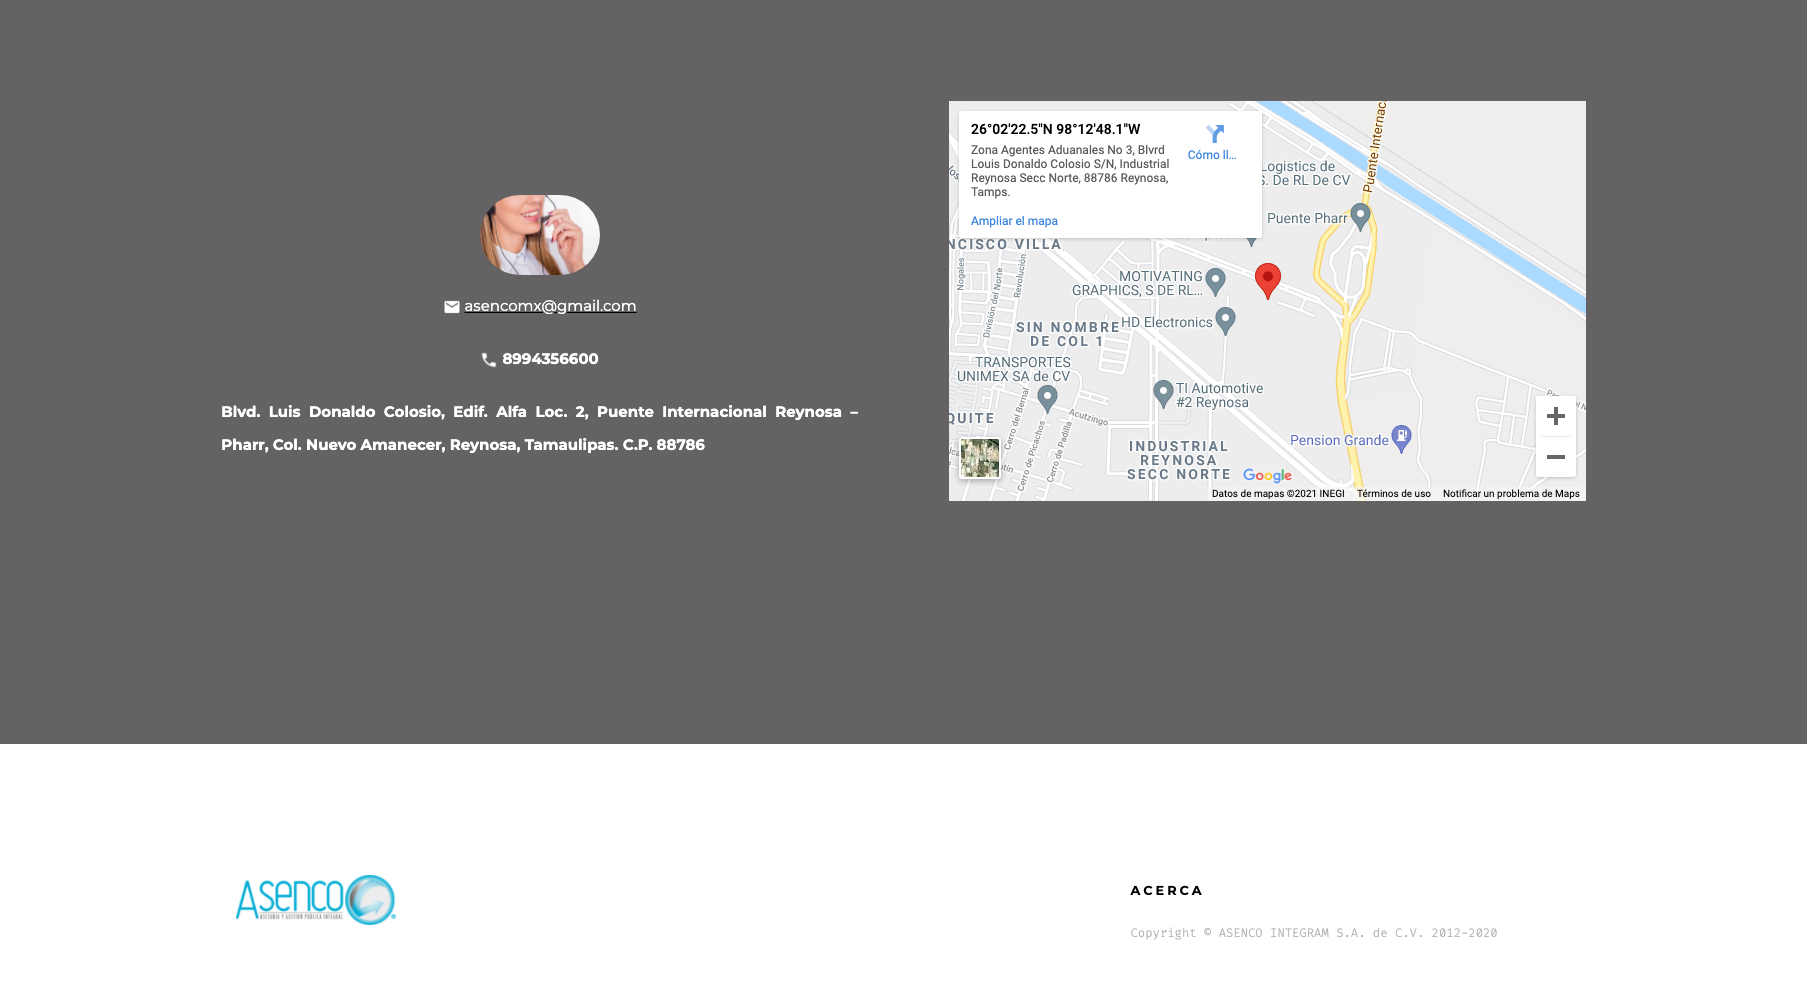 asencomx@gmail.com
8994356600
Blvd. Luis Donaldo Colosio, Edif. Alfa Loc. 2, Puente Internacional Reynosa –
Pharr, Col. Nuevo Amanecer, Reynosa, Tamaulipas. C.P. 88786
26°02'22.5"N 98°12'48.1"W
Zona Agentes Aduanales No 3, Blvrd
Louis Donaldo Colosio S/N, Industrial
Reynosa Secc Norte, 88786 Reynosa,
Tamps.
Cómo ll...
Ampliar el mapa
Logistics de
S. De RL De CV
Puente Internac
Puente Pharr
NCISCO VILLA
Nogales
División del Norte
Revolución
MOTIVATING
GRAPHICS, S DE RL...
HD Electronics
SIN NOMBRE
DE COL 1
TRANSPORTES
UNIMEX SA de CV
TI Automotive
#2 Reynosa
QUITE
Cerro del Bernal
Acutzingo
Cerro de Picachos
Cerro de Padilla
INDUSTRIAL
REYNOSA
SECC NORTE
Pension Grande
Google
Datos de mapas ©2021 INEGI
Términos de uso
Notificar un problema de Maps
Asenco
ASESORÍA Y GESTIÓN PÚBLICA INTEGRAL
ACERCA
Copyright © ASENCO INTEGRAM S.A. de C.V. 2012-2020